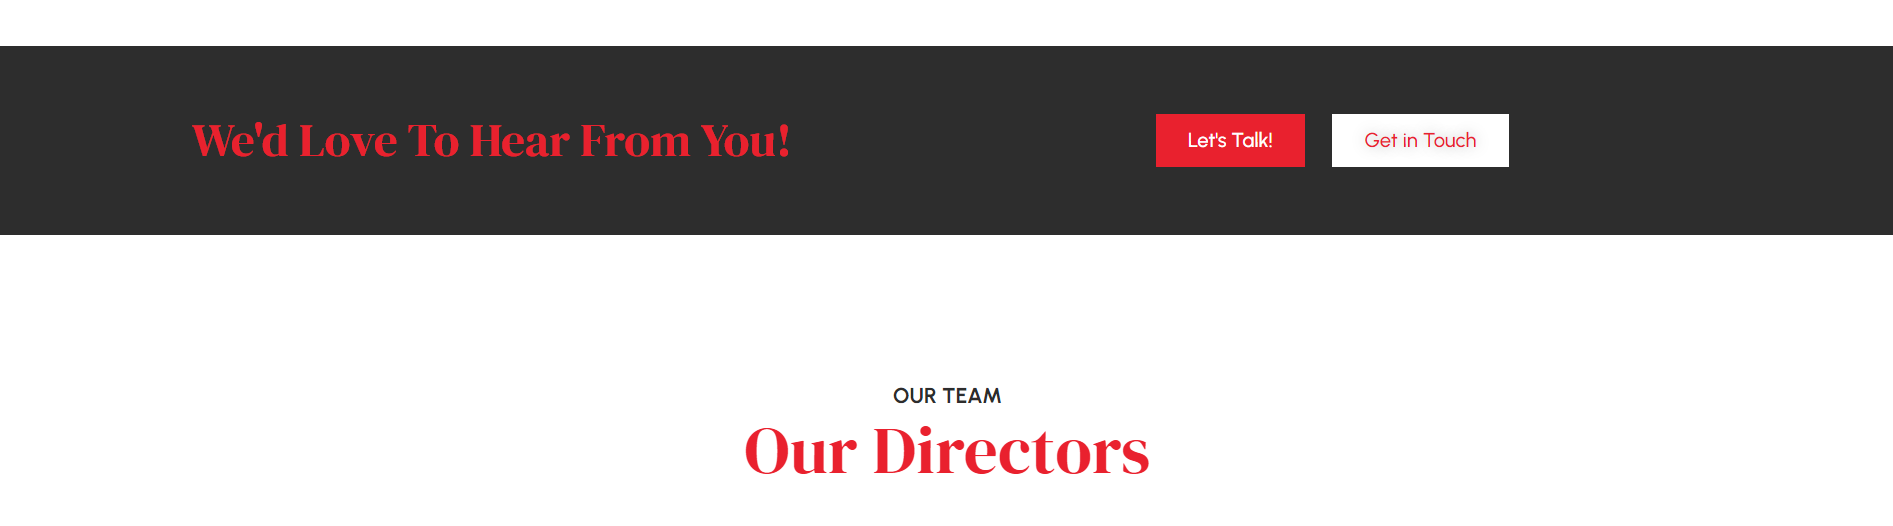 We'd Love To Hear From You!
Let's Talk!
Get in Touch
OUR TEAM
Our Directors